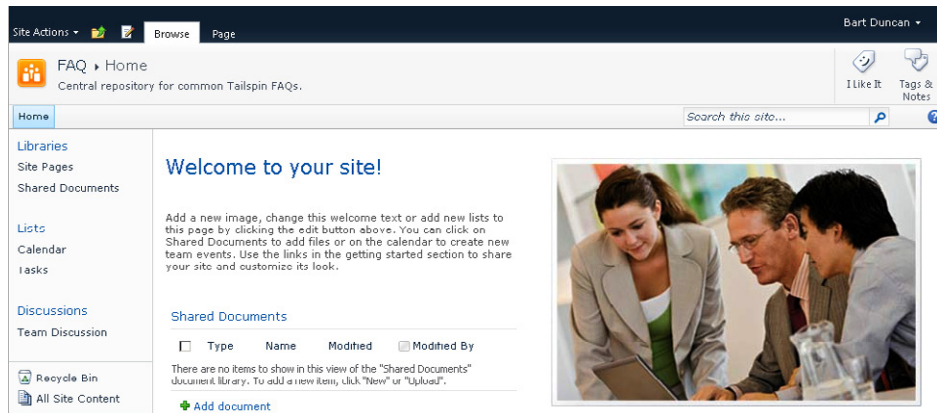 Site Actions
Browse
Page
Bart Duncan
FAQ ▸ Home
Central repository for common Tailspin FAQs.
I Like It
Tags & Notes
Home
Search this site...
Libraries
Site Pages
Shared Documents
Lists
Calendar
Tasks
Discussions
Team Discussion
Recycle Bin
All Site Content
Welcome to your site!
Add a new image, change this welcome text or add new lists to
this page by clicking the edit button above. You can click on
Shared Documents to add files or on the calendar to create new
team events. Use the links in the getting started section to share
your site and customize its look.
Shared Documents
Type Name Modified Modified By
There are no items to show in this view of the "Shared Documents"
document library. To add a new item, click "New" or "Upload".
Add document